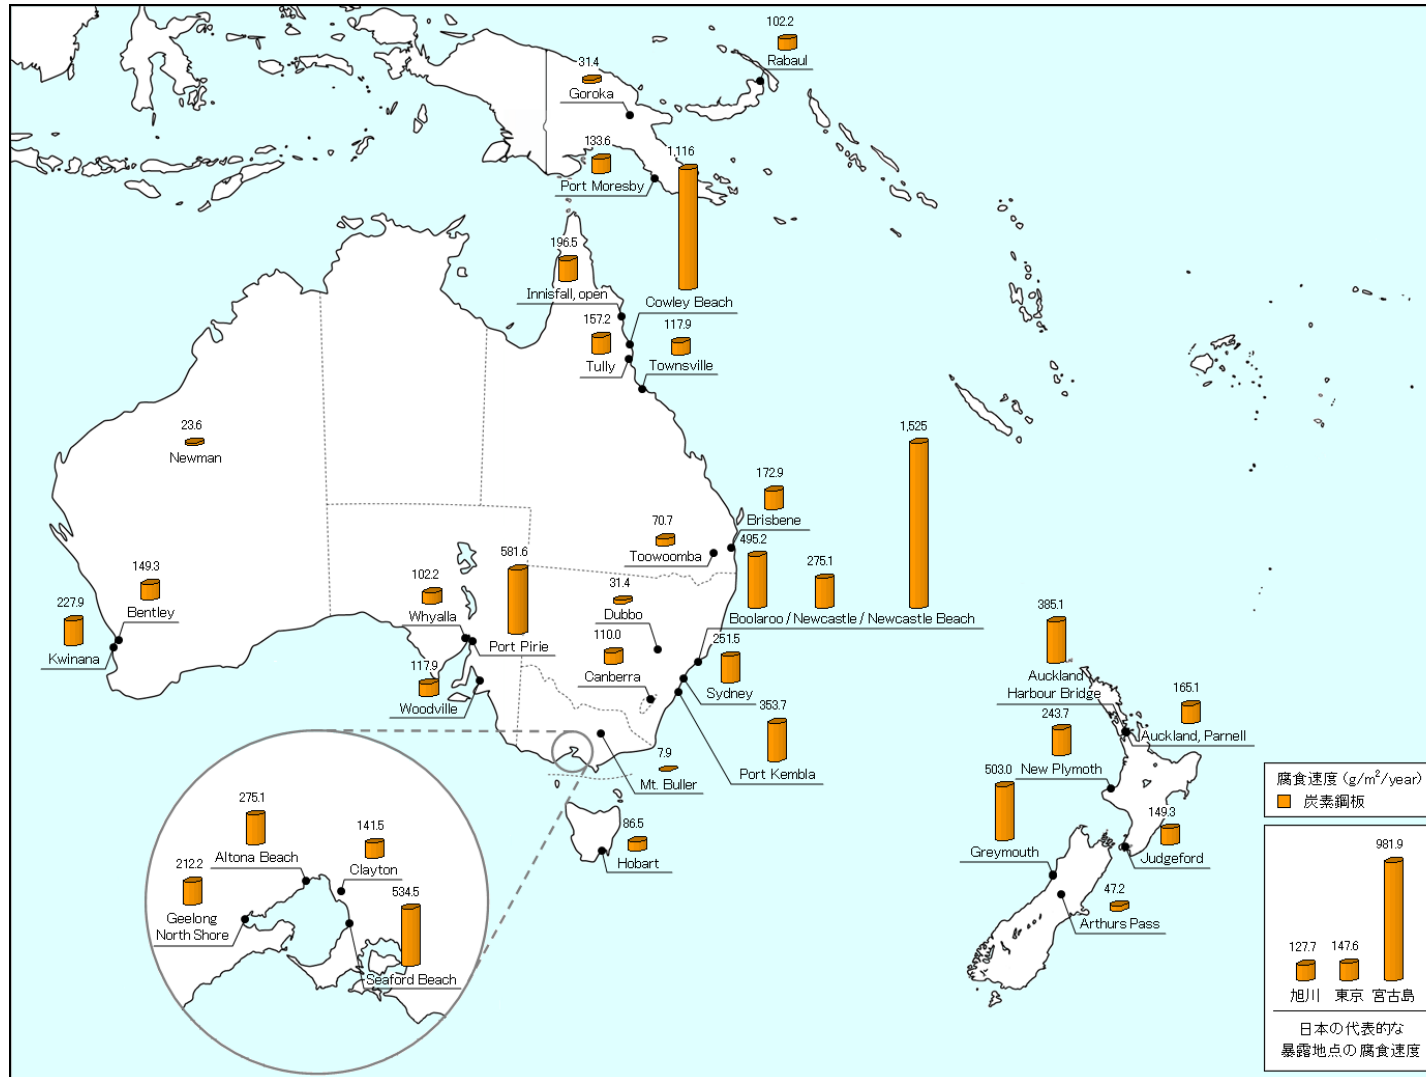 102.2
Rabaul
31.4
Goroka
133.6
Port Moresby
1,116
Cowley Beach
196.5
Innisfall, open
157.2
Tully
117.9
Townsville
23.6
Newman
1,525
172.9
Brisbene
70.7
Toowoomba
495.2
275.1
Boolaroo / Newcastle / Newcastle Beach
581.6
Port Pirie
102.2
Whyalla
31.4
Dubbo
149.3
Bentley
227.9
Kwinana
110.0
Canberra
251.5
Sydney
117.9
Woodville
353.7
Port Kembla
7.9
Mt. Buller
86.5
Hobart
275.1
Altona Beach
141.5
Clayton
212.2
Geelong
North Shore
534.5
Seaford Beach
385.1
Auckland
Harbour Bridge
165.1
Auckland, Parnell
243.7
New Plymoth
503.0
Greymouth
149.3
Judgeford
47.2
Arthurs Pass
腐食速度 (g/m²/year)
炭素鋼板
981.9
127.7
147.6
旭川 東京 宮古島
日本の代表的な
暴露地点の腐食速度